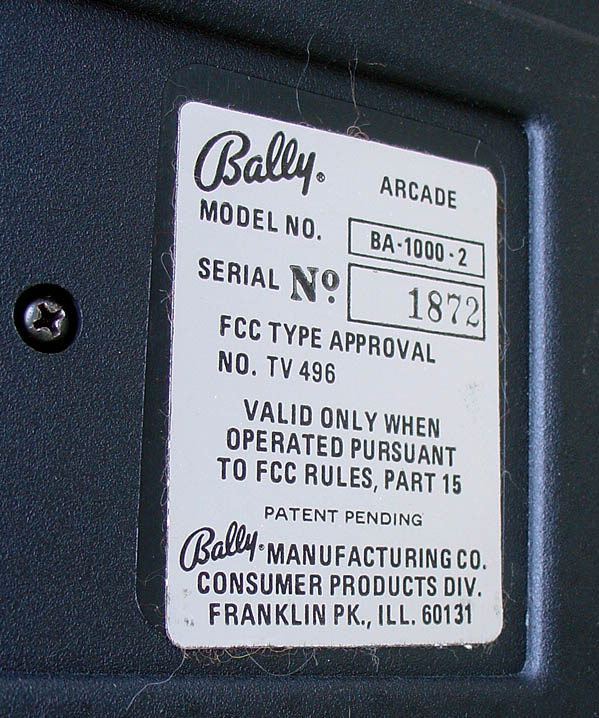 Bally® ARCADE
MODEL NO. BA-1000-2
SERIAL Nº 1872
FCC TYPE APPROVAL
NO. TV 496
VALID ONLY WHEN
OPERATED PURSUANT
TO FCC RULES, PART 15
PATENT PENDING
Bally® MANUFACTURING CO.
CONSUMER PRODUCTS DIV.
FRANKLIN PK., ILL. 60131